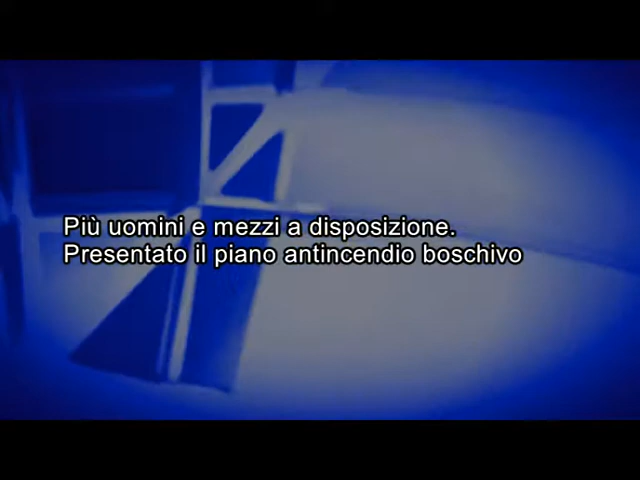 Più uomini e mezzi a disposizione.
Presentato il piano antincendio boschivo